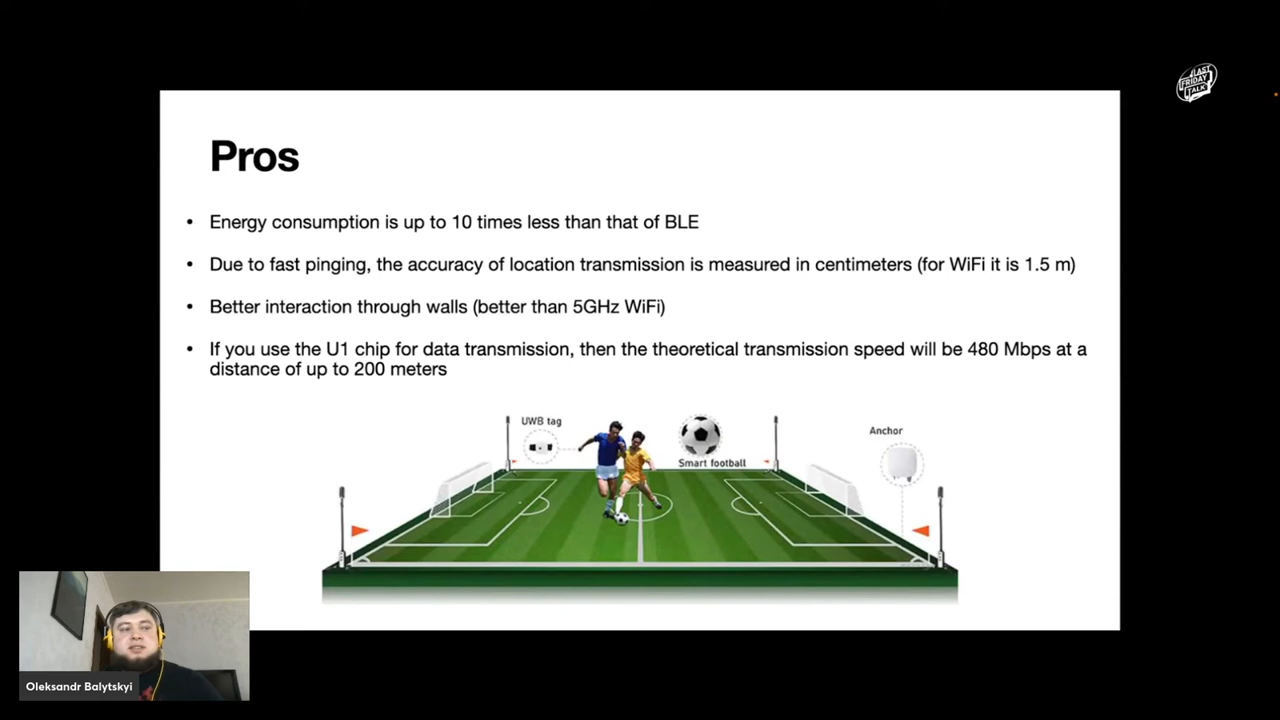 LAST
FRIDAY
TALK
Pros
• Energy consumption is up to 10 times less than that of BLE
• Due to fast pinging, the accuracy of location transmission is measured in centimeters (for WiFi it is 1.5 m)
• Better interaction through walls (better than 5GHz WiFi)
• If you use the U1 chip for data transmission, then the theoretical transmission speed will be 480 Mbps at a
distance of up to 200 meters
UWB tag
Smart football
Anchor
Oleksandr Balytskyi